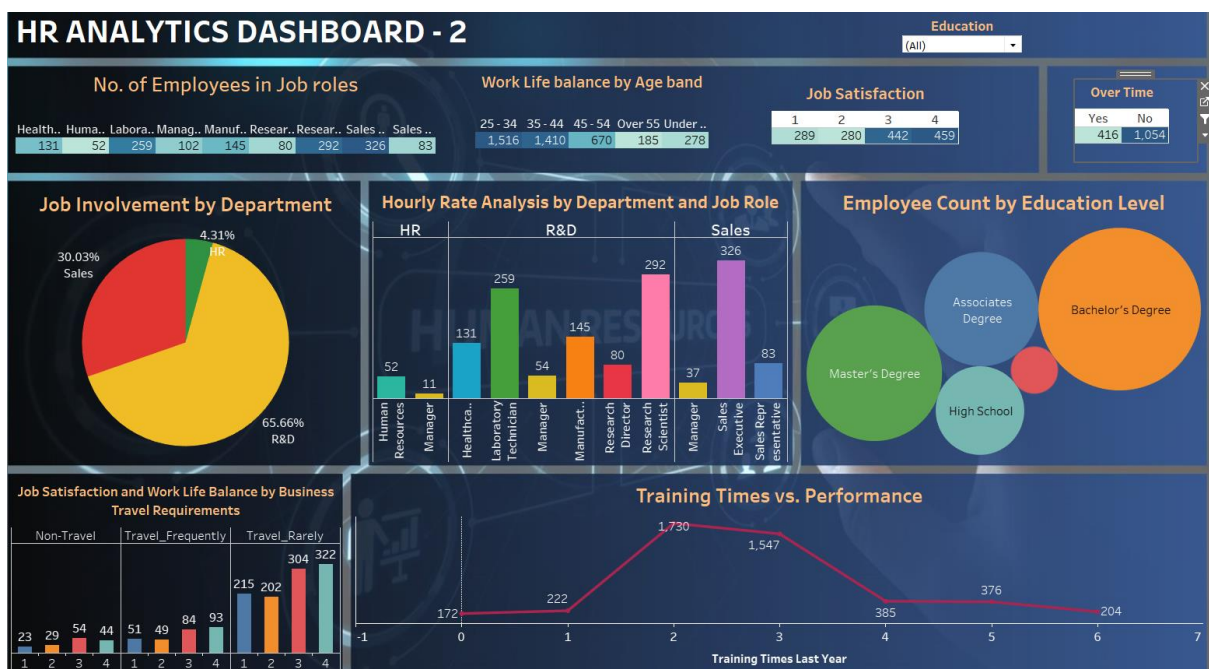 HR ANALYTICS DASHBOARD - 2
Education
(All)
No. of Employees in Job roles
Health.. Huma.. Labora.. Manag.. Manuf.. Resear.. Resear.. Sales .. Sales ..
131 52 259 102 145 80 292 326 83
Work Life balance by Age band
25 - 34 35 - 44 45 - 54 Over 55 Under ..
1,516 1,410 670 185 278
Job Satisfaction
1 2 3 4
289 280 442 459
Over Time
Yes No
416 1,054
Job Involvement by Department
4.31%
HR
30.03%
Sales
65.66%
R&D
Hourly Rate Analysis by Department and Job Role
HR R&D Sales
52 11 131 259 54 145 80 292 37 326 83
HUMAN RESOURCES
Human
Resources
Manager
Healthca..
Laboratory
Technician
Manager
Manufact..
Research
Director
Research
Scientist
Manager
Sales
Executive
Sales Repr
esentative
Employee Count by Education Level
Associates
Degree
Bachelor's Degree
Master's Degree
High School
Job Satisfaction and Work Life Balance by Business
Travel Requirements
Non-Travel Travel_Frequently Travel_Rarely
23 29 54 44 51 49 84 93 215 202 304 322
1 2 3 4 1 2 3 4 1 2 3 4
Training Times vs. Performance
172 222 1,730 1,547 385 376 204
-1 0 1 2 3 4 5 6 7
Training Times Last Year